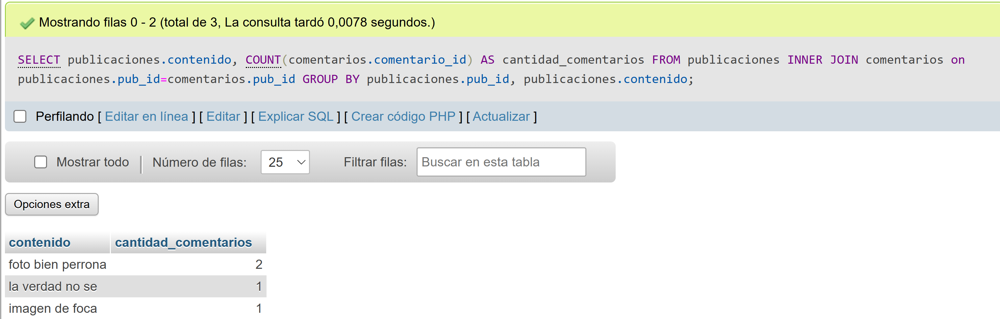 Mostrando filas 0 - 2 (total de 3, La consulta tardó 0,0078 segundos.)
SELECT publicaciones.contenido, COUNT(comentarios.comentario_id) AS cantidad_comentarios FROM publicaciones INNER JOIN comentarios on
publicaciones.pub_id=comentarios.pub_id GROUP BY publicaciones.pub_id, publicaciones.contenido;
Perfilando [ Editar en línea ] [ Editar ] [ Explicar SQL ] [ Crear código PHP ] [ Actualizar ]
Mostrar todo | Número de filas: 25 Filtrar filas: Buscar en esta tabla
Opciones extra
contenido cantidad_comentarios
foto bien perrona 2
la verdad no se 1
imagen de foca 1